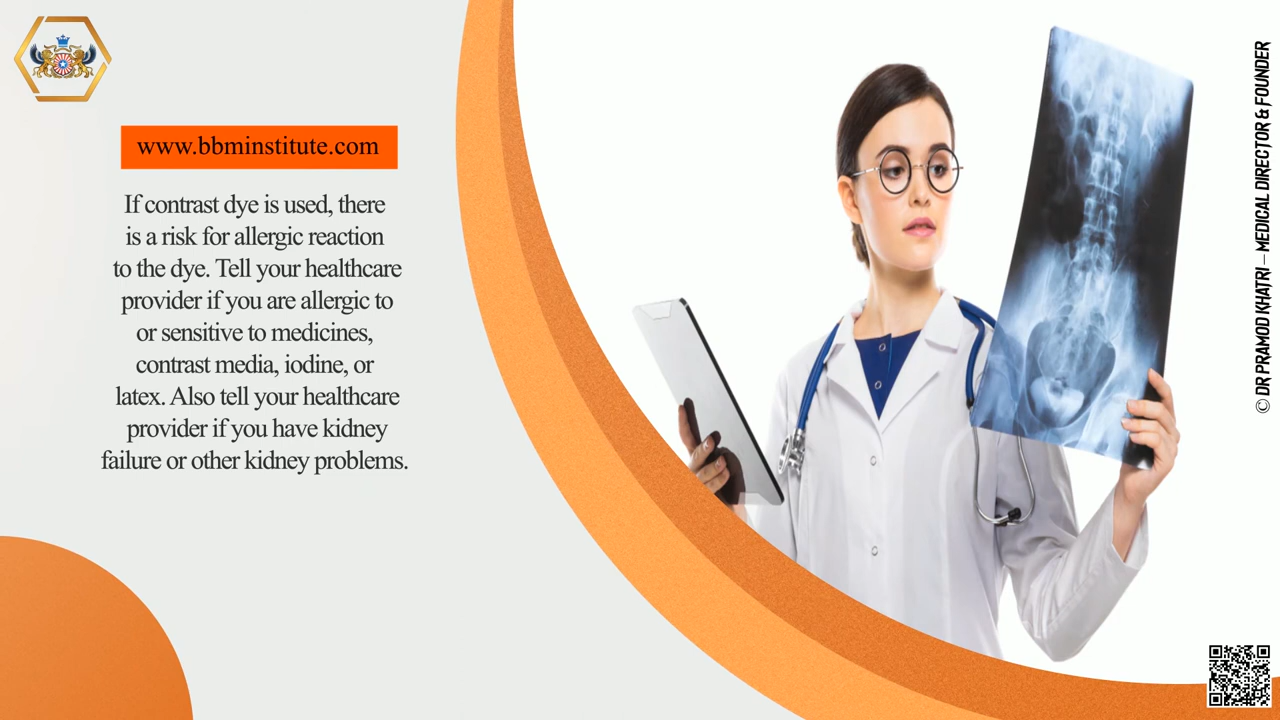 www.bbminstitute.com
If contrast dye is used, there
is a risk for allergic reaction
to the dye. Tell your healthcare
provider if you are allergic to
or sensitive to medicines,
contrast media, iodine, or
latex. Also tell your healthcare
provider if you have kidney
failure or other kidney problems.
© DR PRAMOD KHATRI – MEDICAL DIRECTOR & FOUNDER